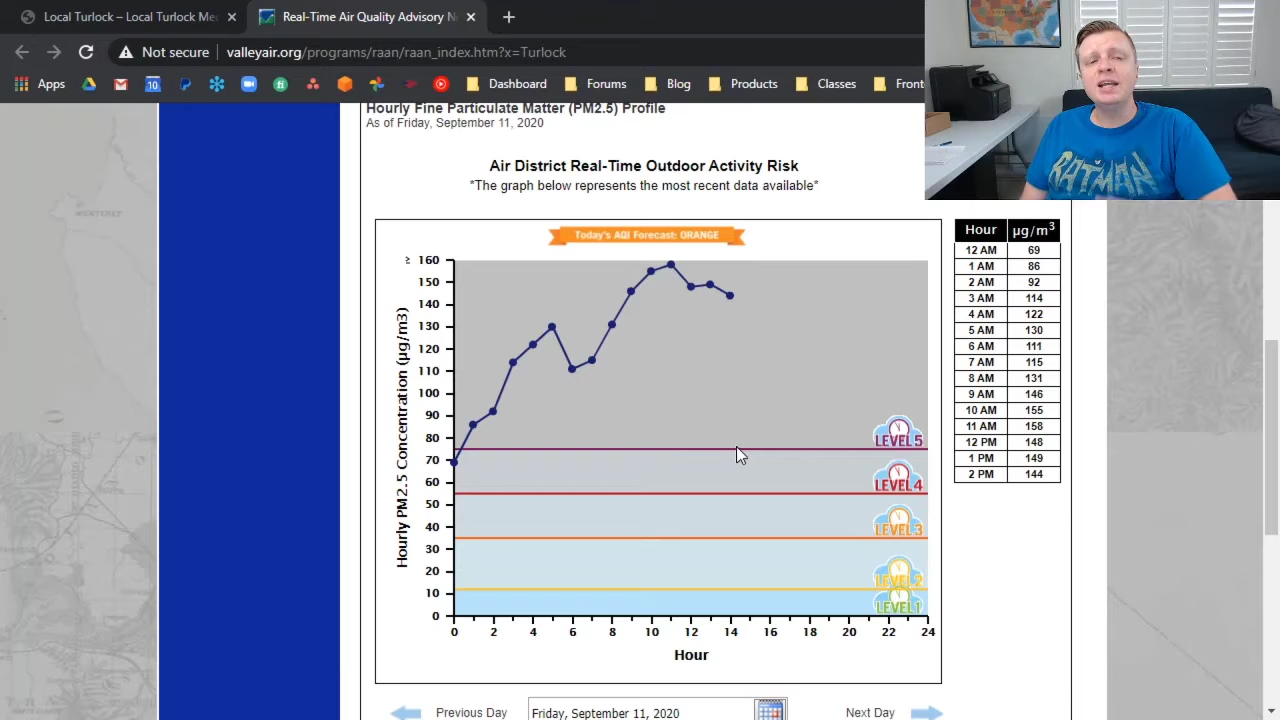 Local Turlock – Local Turlock Me
Real-Time Air Quality Advisory N
Not secure
valleyair.org/programs/raan/raan_index.htm?x=Turlock
Apps
10
Dashboard
Forums
Blog
Products
Classes
Front
Hourly Fine Particulate Matter (PM2.5) Profile
As of Friday, September 11, 2020
Air District Real-Time Outdoor Activity Risk
*The graph below represents the most recent data available*
Today's AQI Forecast: ORANGE
Hourly PM2.5 Concentration (µg/m3)
160
150
140
130
120
110
100
90
80
70
60
50
40
30
20
10
0
LEVEL 5
LEVEL 4
LEVEL 3
LEVEL 2
LEVEL 1
0 2 4 6 8 10 12 14 16 18 20 22 24
Hour
Hour µg/m³
12 AM 69
1 AM 86
2 AM 92
3 AM 114
4 AM 122
5 AM 130
6 AM 111
7 AM 115
8 AM 131
9 AM 146
10 AM 155
11 AM 158
12 PM 148
1 PM 149
2 PM 144
Previous Day
Friday, September 11, 2020
Next Day
BATMAN
MONTEREY